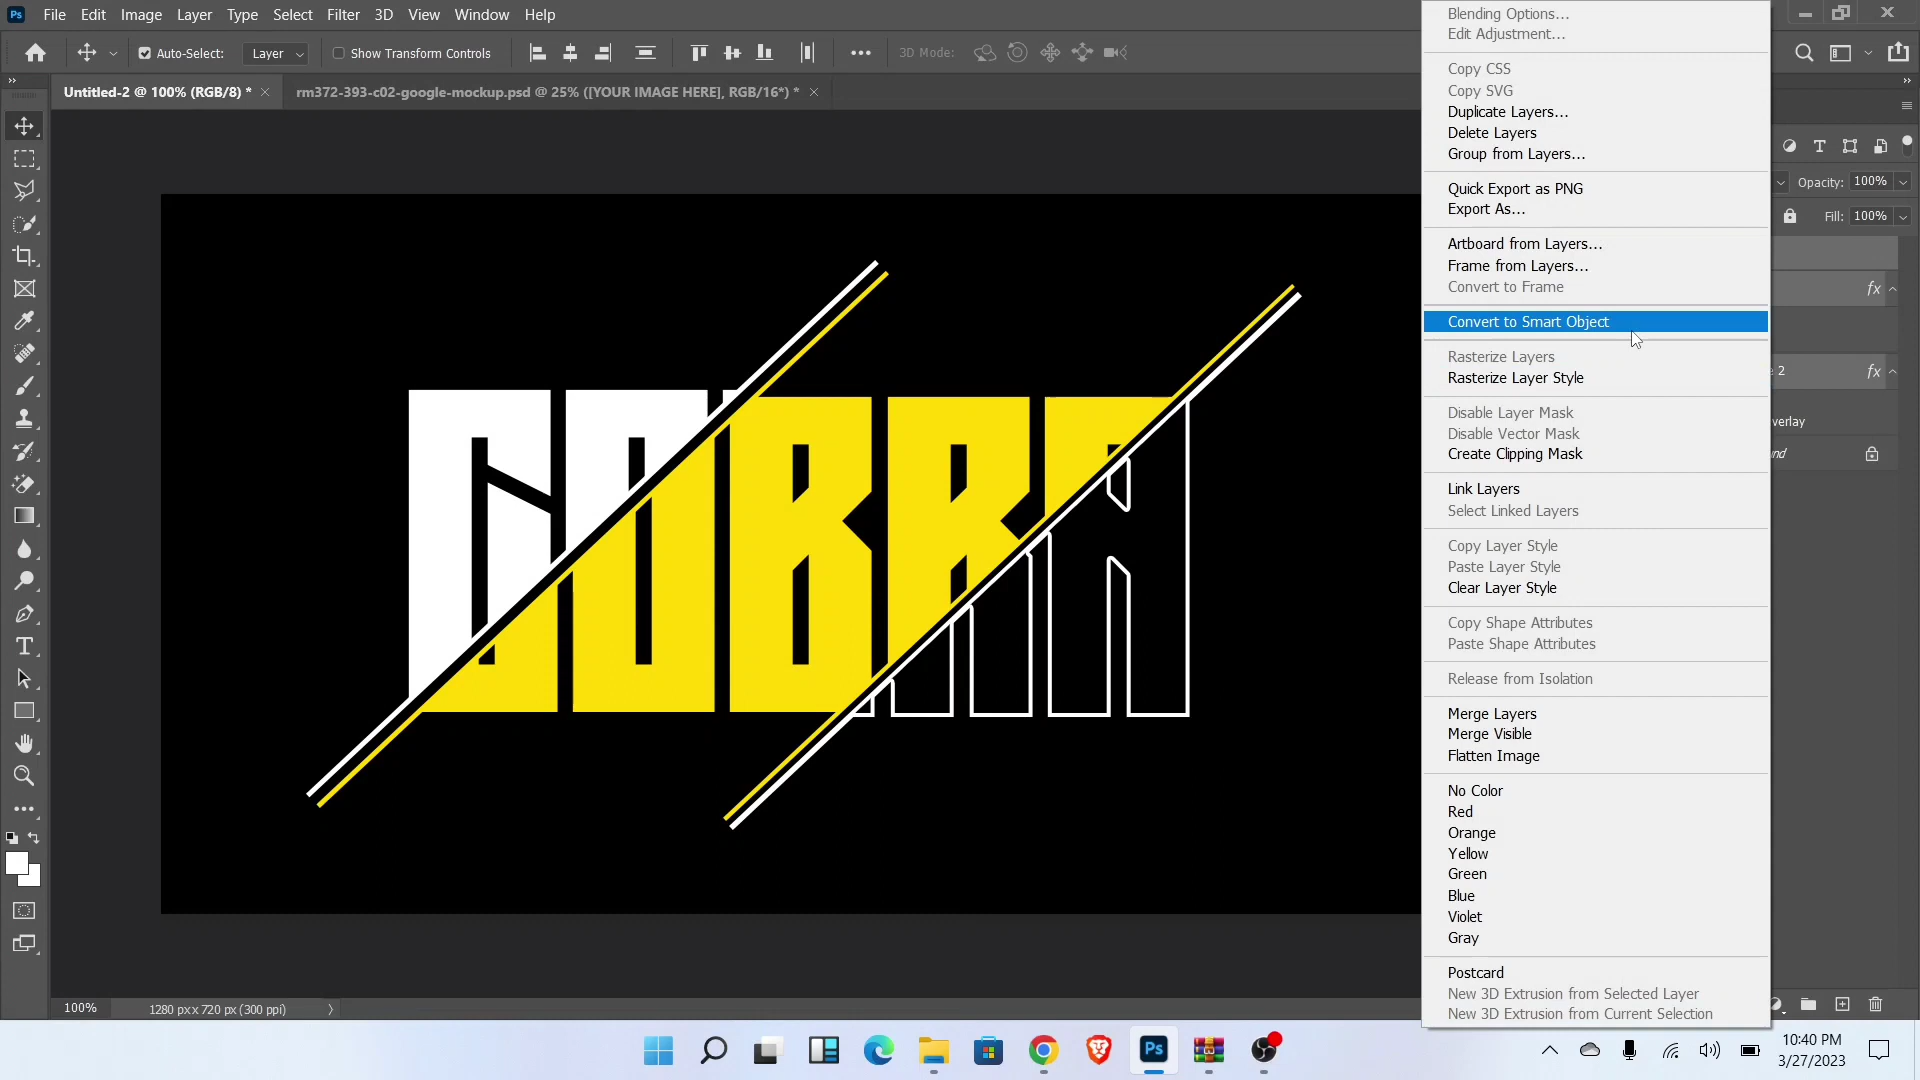 Ps File Edit Image Layer Type Select Filter 3D View Window Help
Auto-Select: Layer Show Transform Controls 3D Mode:
Untitled-2 @ 100% (RGB/8) * rm372-393-c02-google-mockup.psd @ 25% ([YOUR IMAGE HERE], RGB/16*) *
COBRA
Blending Options...
Edit Adjustment...
Copy CSS
Copy SVG
Duplicate Layers...
Delete Layers
Group from Layers...
Quick Export as PNG
Export As...
Artboard from Layers...
Frame from Layers...
Convert to Frame
Convert to Smart Object
Rasterize Layers
Rasterize Layer Style
Disable Layer Mask
Disable Vector Mask
Create Clipping Mask
Link Layers
Select Linked Layers
Copy Layer Style
Paste Layer Style
Clear Layer Style
Copy Shape Attributes
Paste Shape Attributes
Release from Isolation
Merge Layers
Merge Visible
Flatten Image
No Color
Red
Orange
Yellow
Green
Blue
Violet
Gray
Postcard
New 3D Extrusion from Selected Layer
New 3D Extrusion from Current Selection
Opacity: 100%
Fill: 100%
fx
2 fx
verlay
nd
100% 1280 px x 720 px (300 ppi)
Ps
10:40 PM
3/27/2023